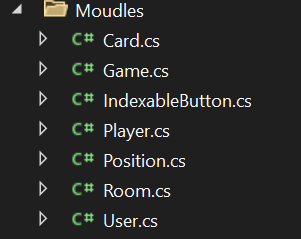 Moudles
C# Card.cs
C# Game.cs
C# IndexableButton.cs
C# Player.cs
C# Position.cs
C# Room.cs
C# User.cs